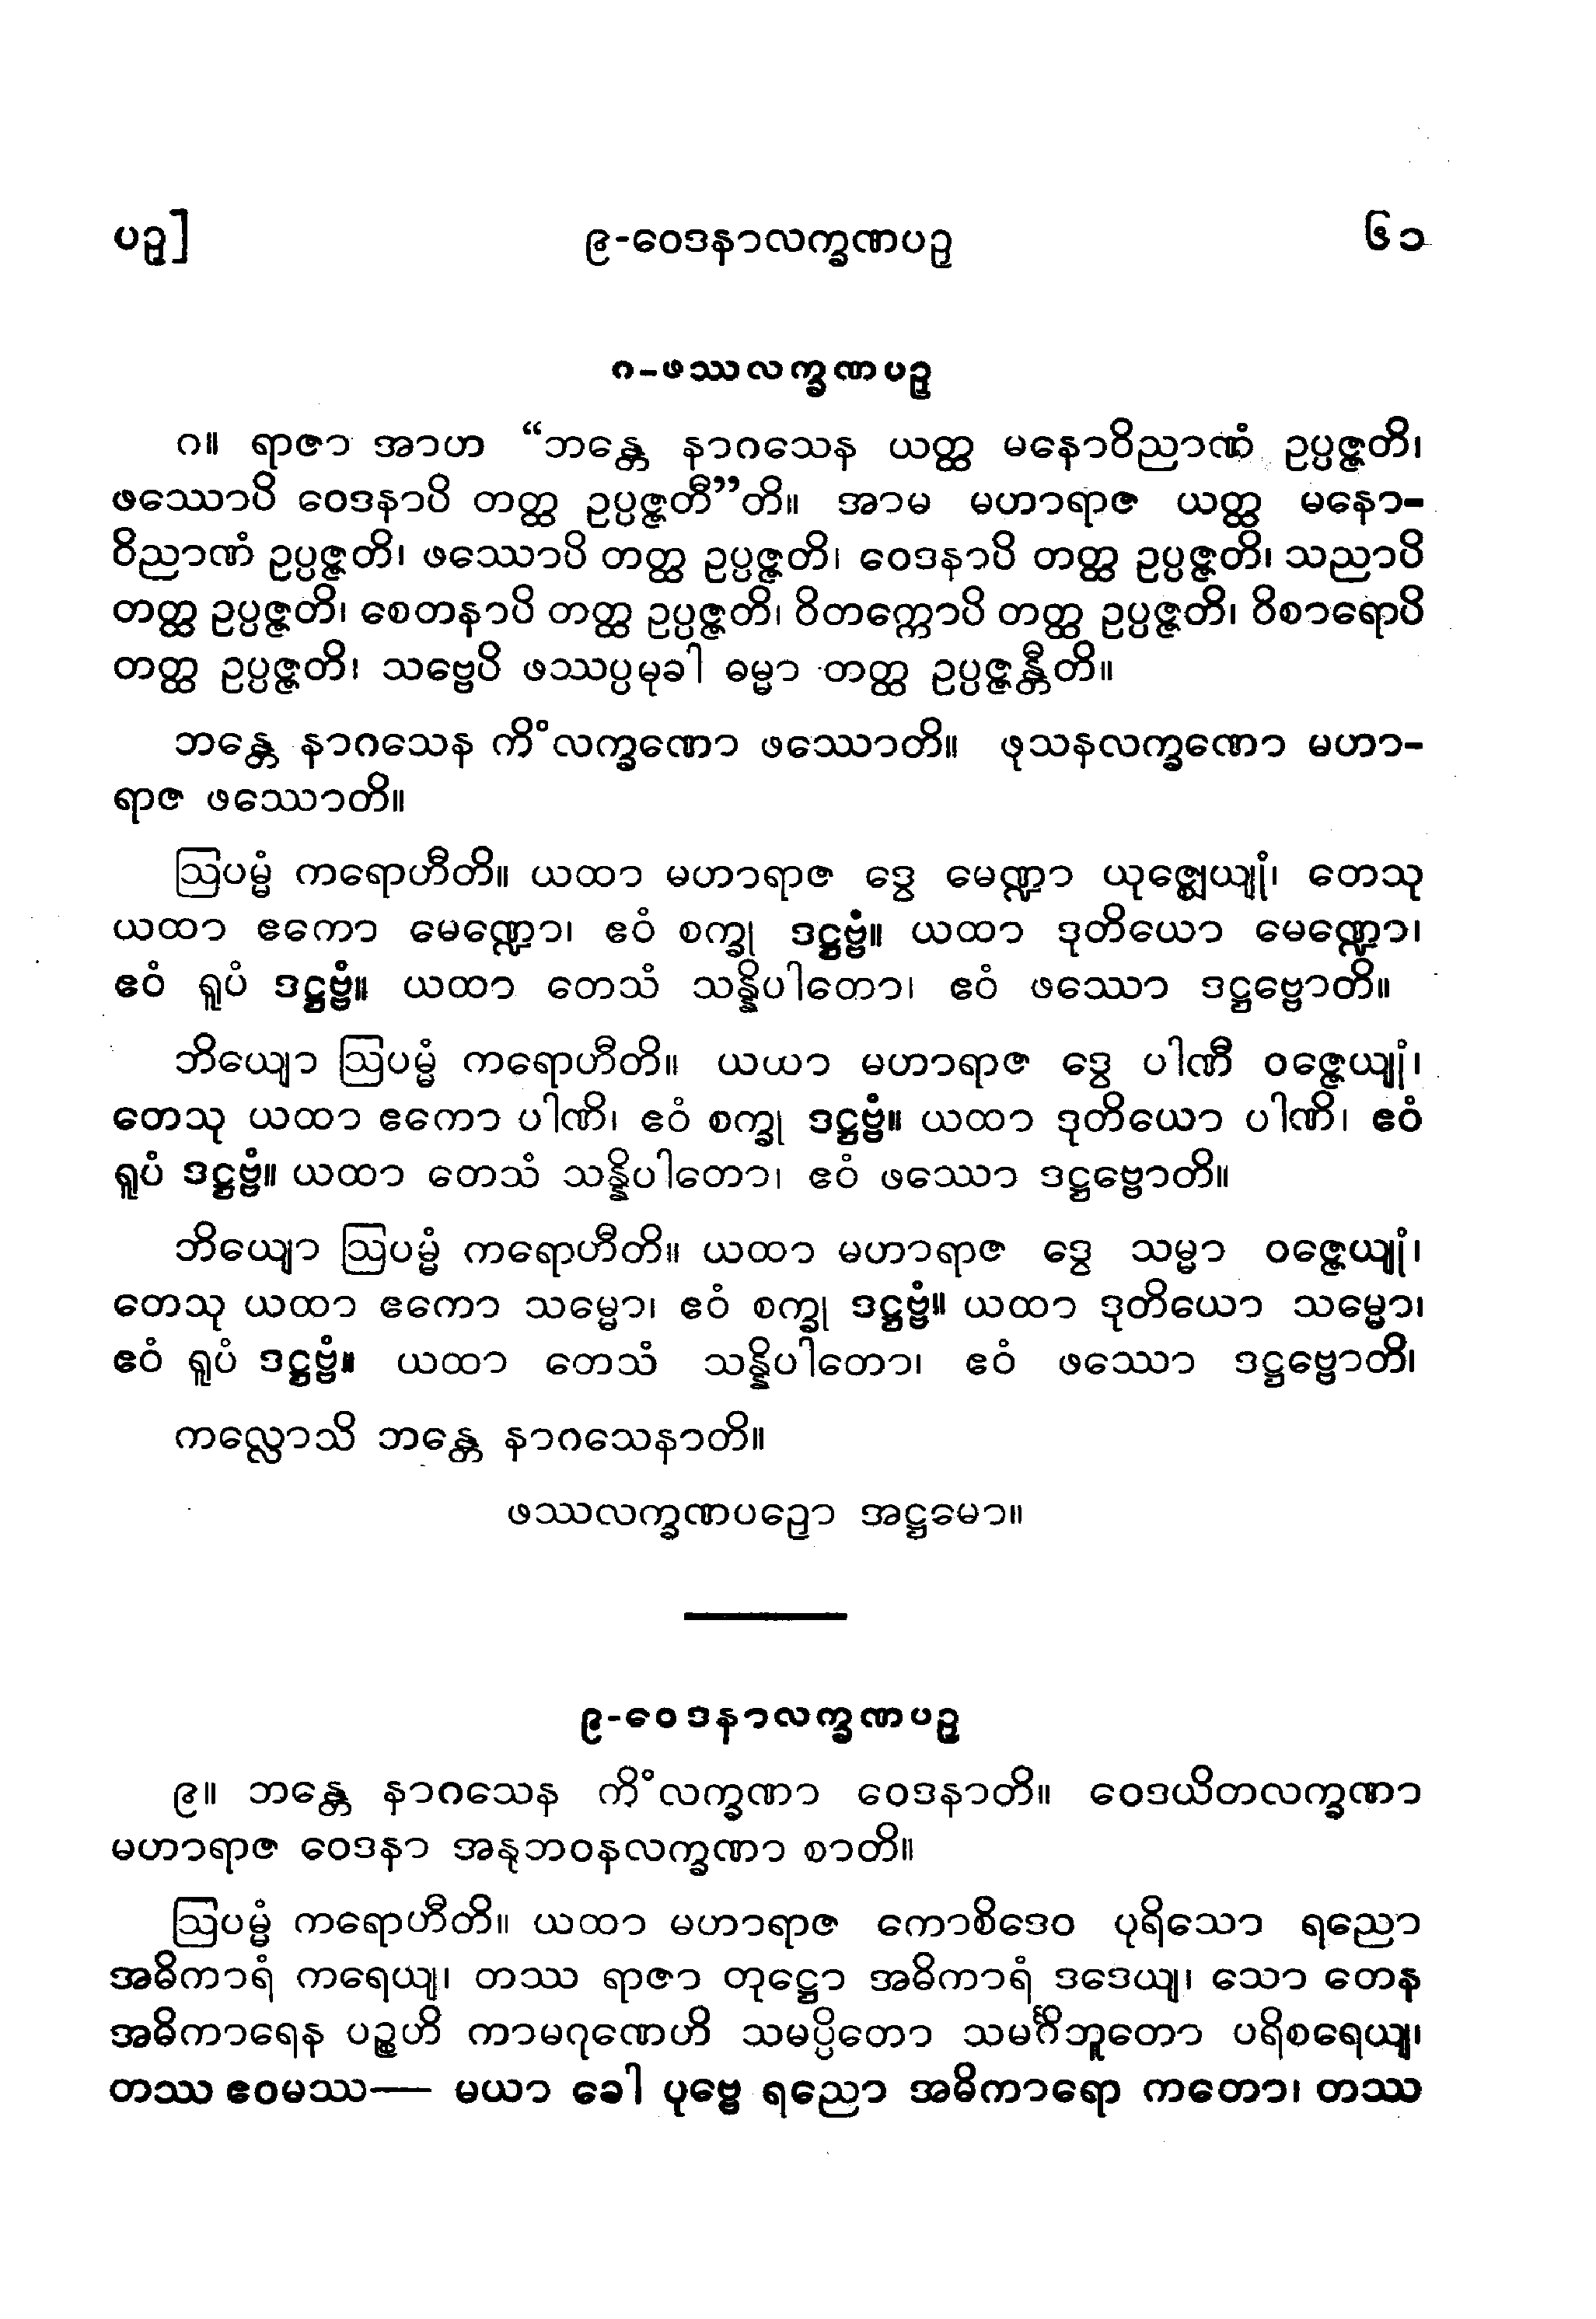 ပဉှ]
၉-ဝေဒနာလက္ခဏပဉှ
၆၁
၈-ဖဿလက္ခဏပဉှ
၈။ ရာဇာ အာဟ “ဘန္တေ နာဂသေန ယတ္ထ မနောဝိညာဏံ ဥပ္ပဇ္ဇတိ၊
ဖဿောပိ ဝေဒနာပိ တတ္ထ ဥပ္ပဇ္ဇတီ”တိ။ အာမ မဟာရာဇ ယတ္ထ မနော-
ဝိညာဏံ ဥပ္ပဇ္ဇတိ၊ ဖဿောပိ တတ္ထ ဥပ္ပဇ္ဇတိ၊ ဝေဒနာပိ တတ္ထ ဥပ္ပဇ္ဇတိ၊ သညာပိ
တတ္ထ ဥပ္ပဇ္ဇတိ၊ စေတနာပိ တတ္ထ ဥပ္ပဇ္ဇတိ၊ ဝိတက္ကောပိ တတ္ထ ဥပ္ပဇ္ဇတိ၊ ဝိစာရောပိ
တတ္ထ ဥပ္ပဇ္ဇတိ၊ သဗ္ဗေပိ ဖဿပ္ပမုခါ ဓမ္မာ တတ္ထ ဥပ္ပဇ္ဇန္တီတိ။
ဘန္တေ နာဂသေန ကိံလက္ခဏော ဖဿောတိ။ ဖုသနလက္ခဏော မဟာ-
ရာဇ ဖဿောတိ။
ဩပမ္မံ ကရောဟီတိ။ ယထာ မဟာရာဇ ဒွေ မေဏ္ဍာ ယုဇ္ဈေယျုံ၊ တေသု
ယထာ ဧကော မေဏ္ဍော၊ ဧဝံ စက္ခု ဒဋ္ဌဗ္ဗံ။ ယထာ ဒုတိယော မေဏ္ဍော၊
ဧဝံ ရူပံ ဒဋ္ဌဗ္ဗံ။ ယထာ တေသံ သန္နိပါတော၊ ဧဝံ ဖဿော ဒဋ္ဌဗ္ဗောတိ။
ဘိယျော ဩပမ္မံ ကရောဟီတိ။ ယယာ မဟာရာဇ ဒွေ ပါဏီ ဝဇ္ဇေယျုံ၊
တေသု ယထာ ဧကော ပါဏိ၊ ဧဝံ စက္ခု ဒဋ္ဌဗ္ဗံ။ ယထာ ဒုတိယော ပါဏိ၊ ဧဝံ
ရူပံ ဒဋ္ဌဗ္ဗံ။ ယထာ တေသံ သန္နိပါတော၊ ဧဝံ ဖဿော ဒဋ္ဌဗ္ဗောတိ။
ဘိယျော ဩပမ္မံ ကရောဟီတိ။ ယထာ မဟာရာဇ ဒွေ သမ္မာ ဝဇ္ဇေယျုံ၊
တေသု ယထာ ဧကော သမ္မော၊ ဧဝံ စက္ခု ဒဋ္ဌဗ္ဗံ။ ယထာ ဒုတိယော သမ္မော၊
ဧဝံ ရူပံ ဒဋ္ဌဗ္ဗံ။ ယထာ တေသံ သန္နိပါတော၊ ဧဝံ ဖဿော ဒဋ္ဌဗ္ဗောတိ၊
ကလ္လောသိ ဘန္တေ နာဂသေနာတိ။
ဖဿလက္ခဏပဉှော အဋ္ဌမော။
၉-ဝေဒနာလက္ခဏပဉှ
၉။ ဘန္တေ နာဂသေန ကိံလက္ခဏာ ဝေဒနာတိ။ ဝေဒယိတလက္ခဏာ
မဟာရာဇ ဝေဒနာ အနုဘဝနလက္ခဏာ စာတိ။
ဩပမ္မံ ကရောဟီတိ။ ယထာ မဟာရာဇ ကောစိဒေဝ ပုရိသော ရညော
အဓိကာရံ ကရေယျ၊ တဿ ရာဇာ တုဋ္ဌော အဓိကာရံ ဒဒေယျ၊ သော တေန
အဓိကာရေန ပဉ္စဟိ ကာမဂုဏေဟိ သမပ္ပိတော သမင်္ဂိဘူတော ပရိစရေယျ၊
တဿ ဧဝမဿ— မယာ ခေါ ပုဗ္ဗေ ရညော အဓိကာရော ကတော၊ တဿ